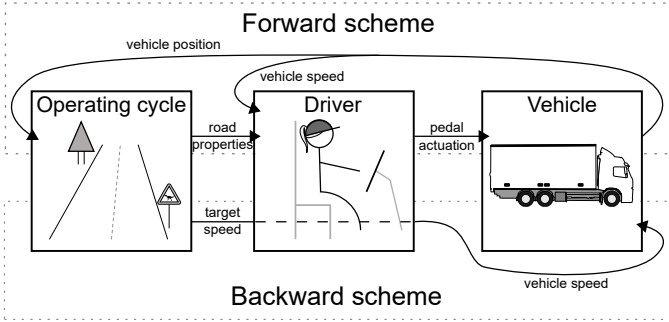 Forward scheme
vehicle position
vehicle speed
Operating cycle
Driver
Vehicle
road
properties
pedal
actuation
target
speed
vehicle speed
Backward scheme